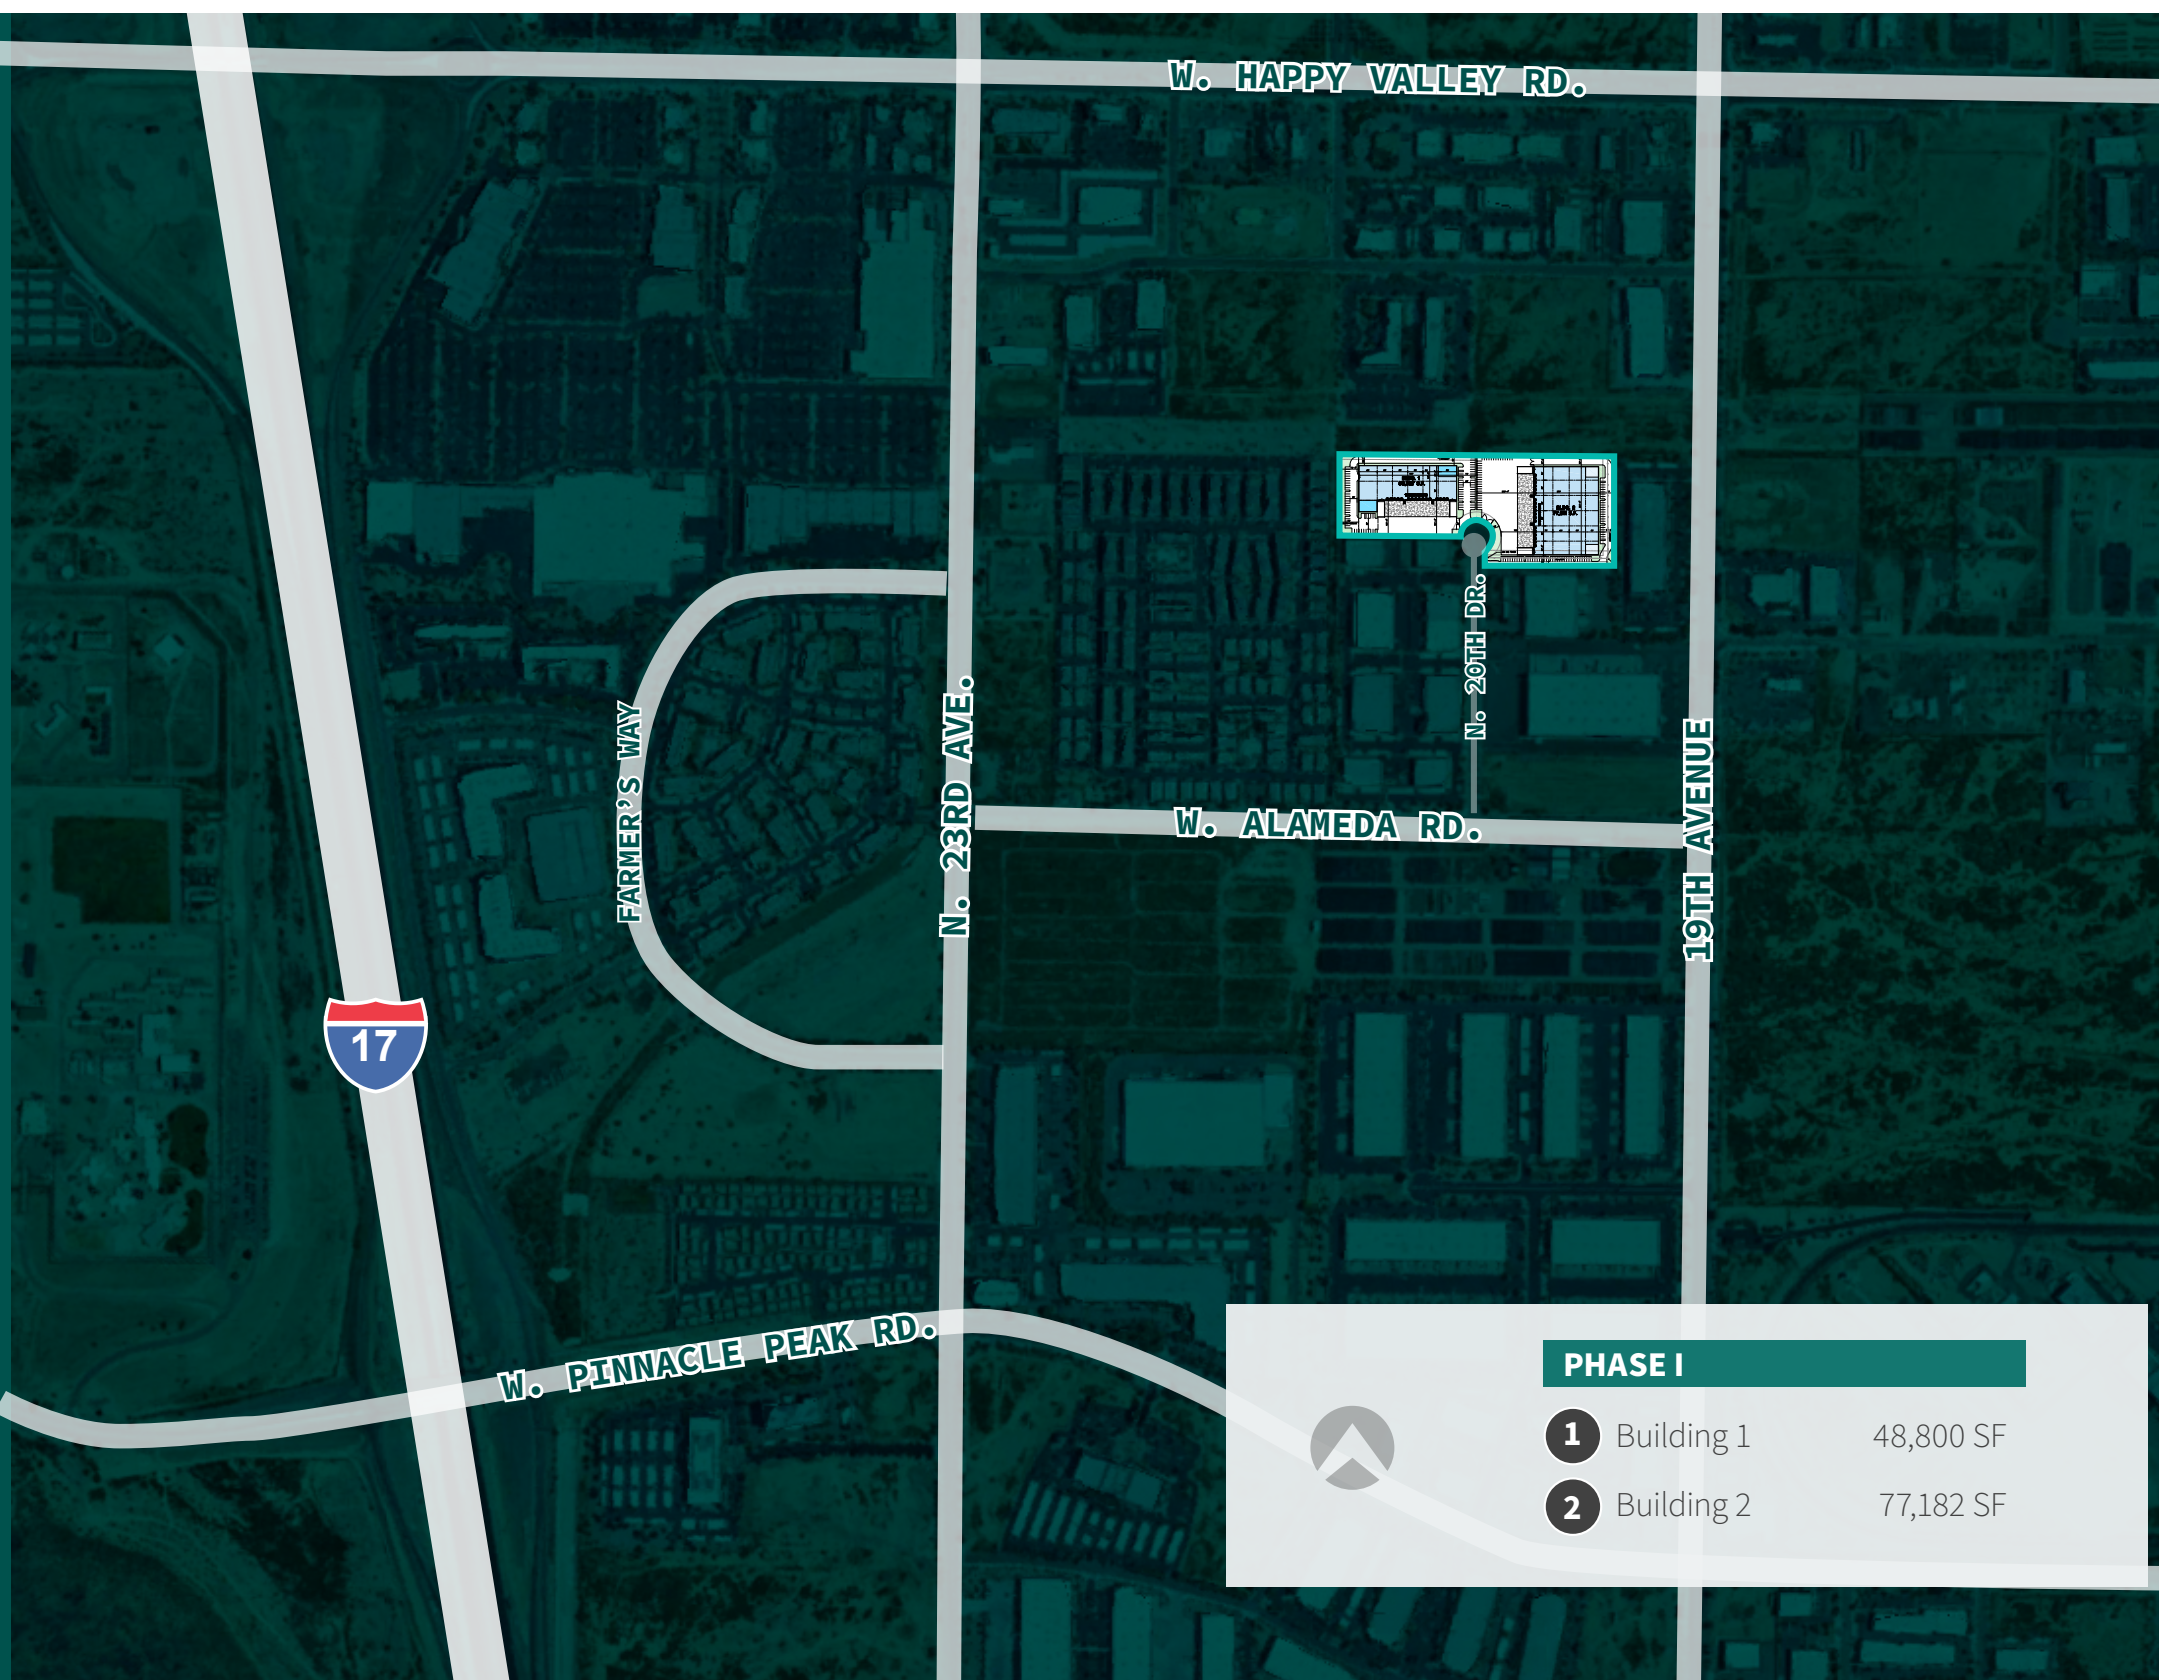 W. HAPPY VALLEY RD.
N. 20TH DR.
FARMER'S WAY
N. 23RD AVE.
W. ALAMEDA RD.
19TH AVENUE
17
W. PINNACLE PEAK RD.
PHASE I
1 Building 1 48,800 SF
2 Building 2 77,182 SF